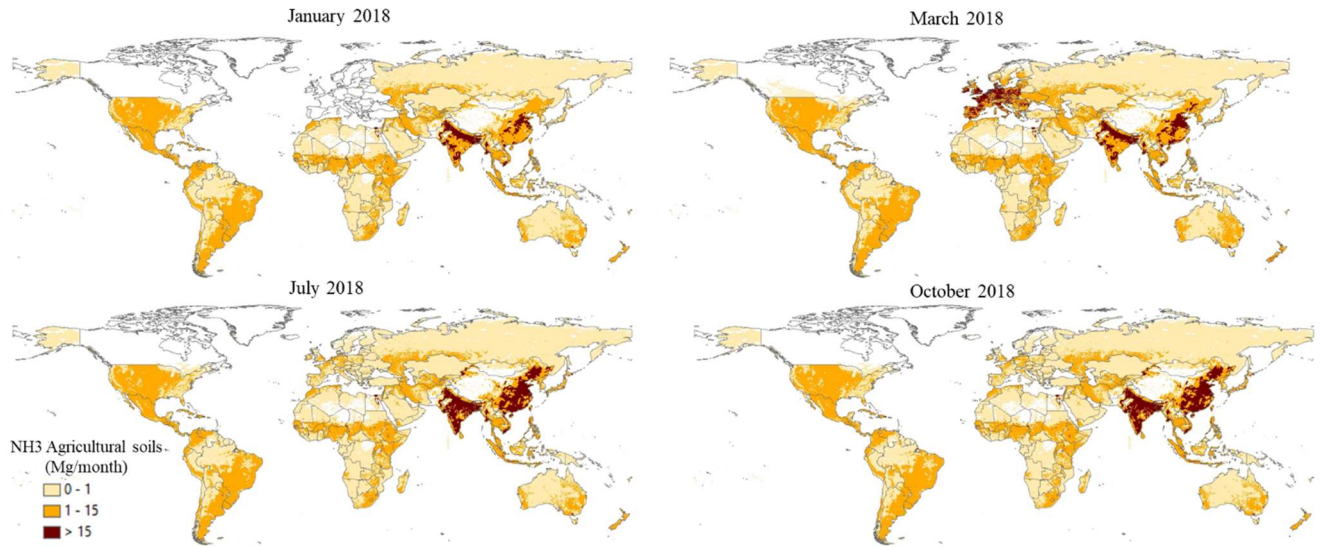 January 2018
March 2018
July 2018
October 2018
NH3 Agricultural soils
(Mg/month)
0 - 1
1 - 15
> 15